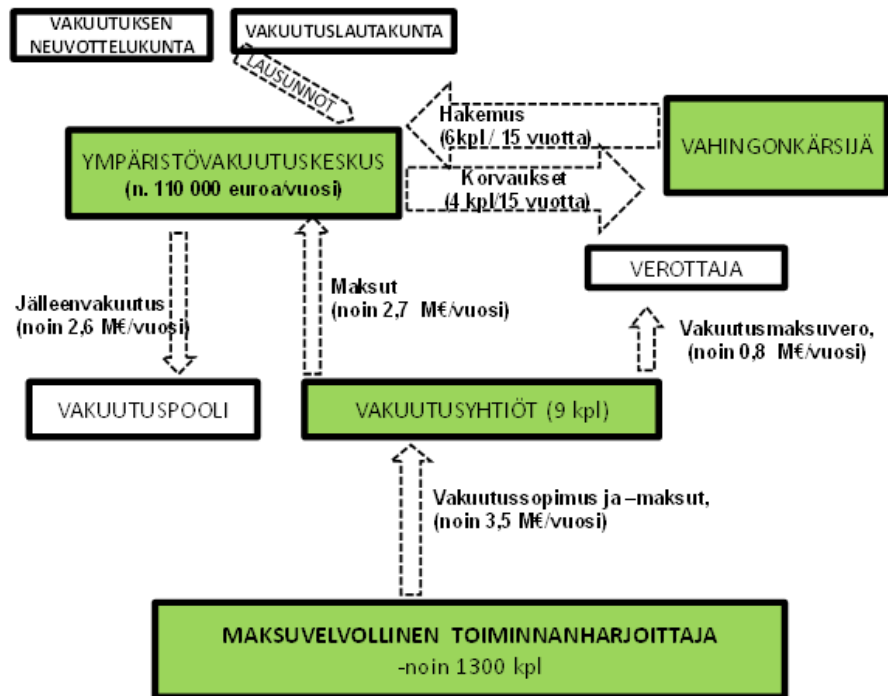 VAKUUTUKSEN
NEUVOTTELUKUNTA
VAKUUTUSLAUTAKUNTA
LAUSUNNOT
Hakemus
(6kpl / 15 vuotta)
VAHINGONKÄRSIJÄ
YMPÄRISTÖVAKUUTUSKESKUS
(n. 110 000 euroa/vuosi)
Korvaukset
(4 kpl/15 vuotta)
VEROTTAJA
Jälleenvakuutus
(noin 2,6 M€/vuosi)
Maksut
(noin 2,7 M€/vuosi)
Vakuutusmaksuvero,
(noin 0,8 M€/vuosi)
VAKUUTUSPOOLI
VAKUUTUSYHTIÖT (9 kpl)
Vakuutussopimus ja –maksut,
(noin 3,5 M€/vuosi)
MAKSUVELVOLLINEN TOIMINNANHARJOITTAJA
-noin 1300 kpl